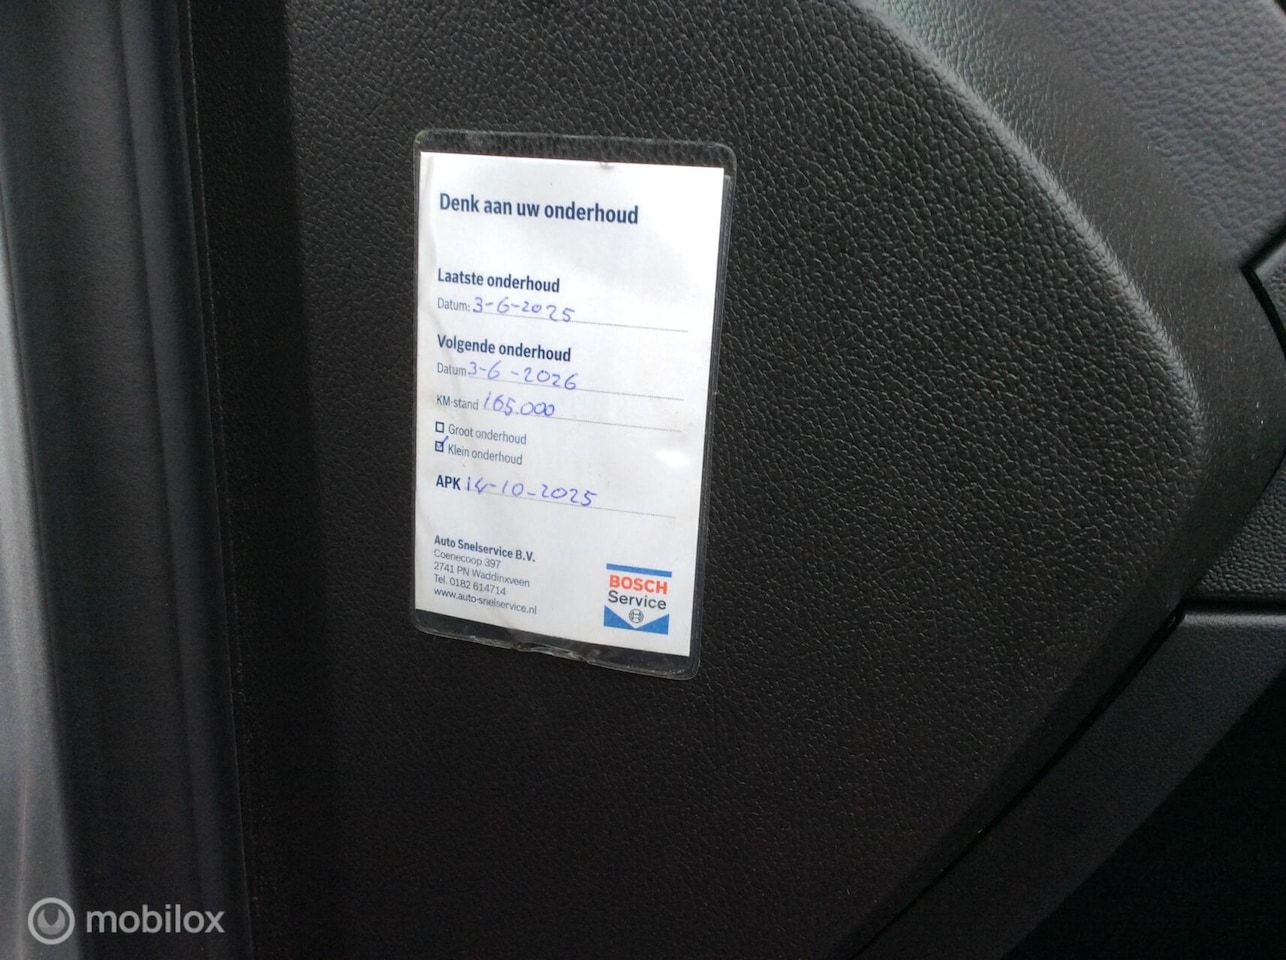 Denk aan uw onderhoud
Laatste onderhoud
Datum: 3-6-2025
Volgende onderhoud
Datum 3-6-2026
KM-stand 165.000
Groot onderhoud
Klein onderhoud
APK 14-10-2025
Auto Snelservice B.V.
Coenecoop 397
2741 PN Waddinxveen
Tel. 0182 614714
www.auto-snelservice.nl
BOSCH
Service
mobilox